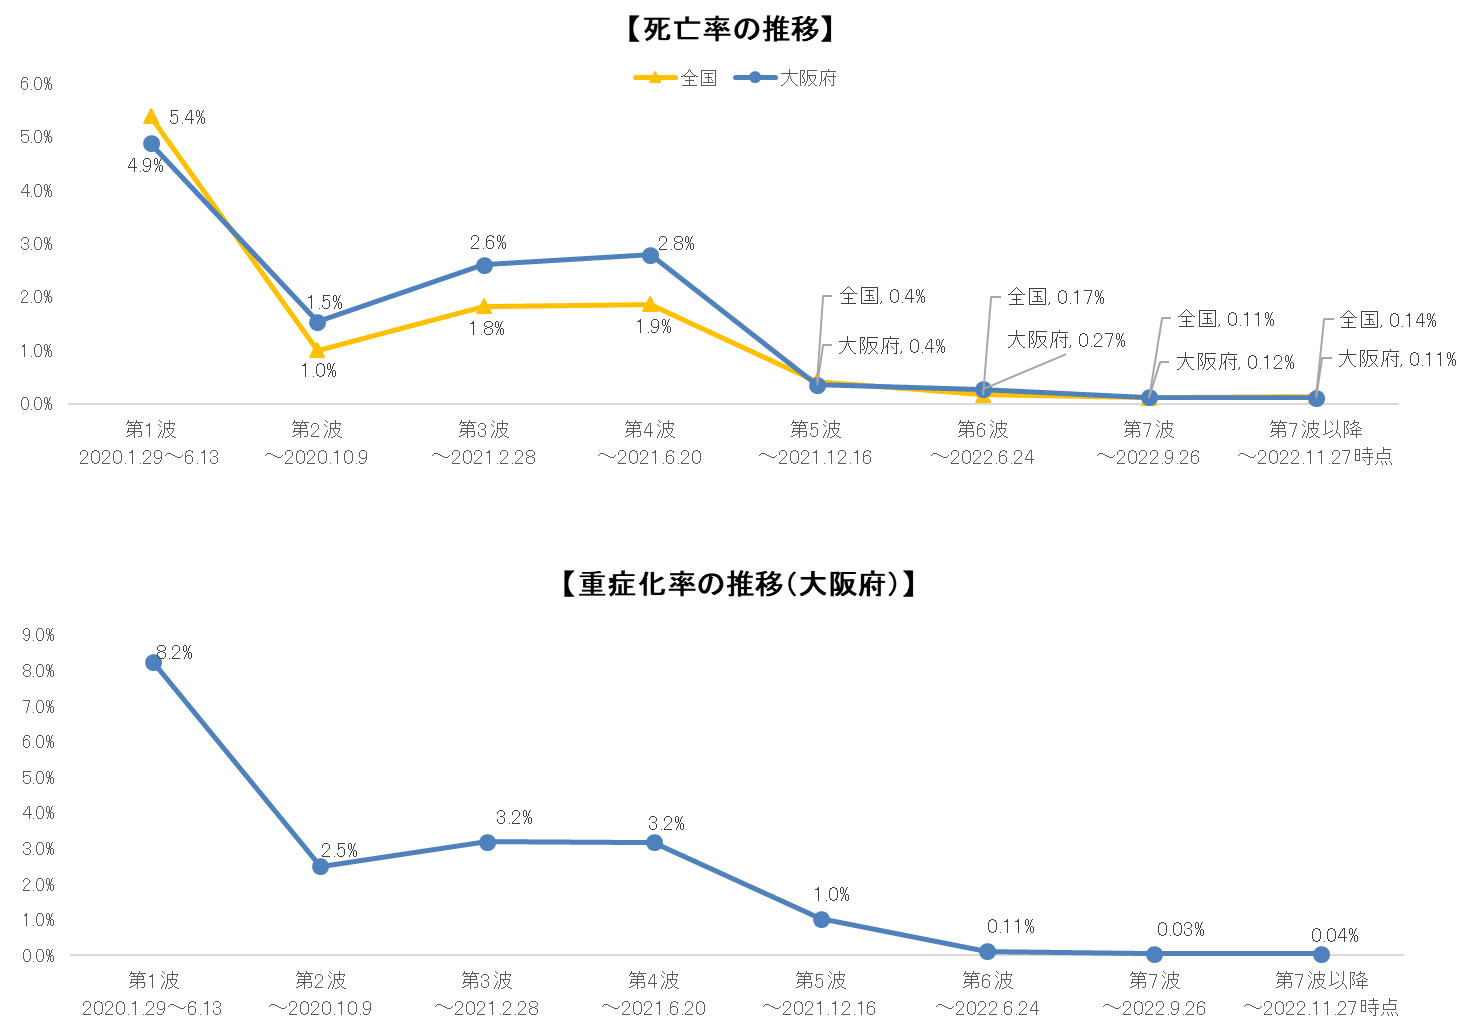 【死亡率の推移】
全国 大阪府
6.0%
5.0%
4.0%
3.0%
2.0%
1.0%
0.0%
5.4%
4.9%
1.5%
1.0%
2.6%
1.8%
2.8%
1.9%
全国, 0.4%
大阪府, 0.4%
全国, 0.17%
大阪府, 0.27%
全国, 0.11%
大阪府, 0.12%
全国, 0.14%
大阪府, 0.11%
第1波 第2波 第3波 第4波 第5波 第6波 第7波 第7波以降
2020.1.29～6.13 ～2020.10.9 ～2021.2.28 ～2021.6.20 ～2021.12.16 ～2022.6.24 ～2022.9.26 ～2022.11.27時点
【重症化率の推移（大阪府）】
9.0%
8.0%
7.0%
6.0%
5.0%
4.0%
3.0%
2.0%
1.0%
0.0%
8.2%
2.5%
3.2%
3.2%
1.0%
0.11%
0.03%
0.04%
第1波 第2波 第3波 第4波 第5波 第6波 第7波 第7波以降
2020.1.29～6.13 ～2020.10.9 ～2021.2.28 ～2021.6.20 ～2021.12.16 ～2022.6.24 ～2022.9.26 ～2022.11.27時点